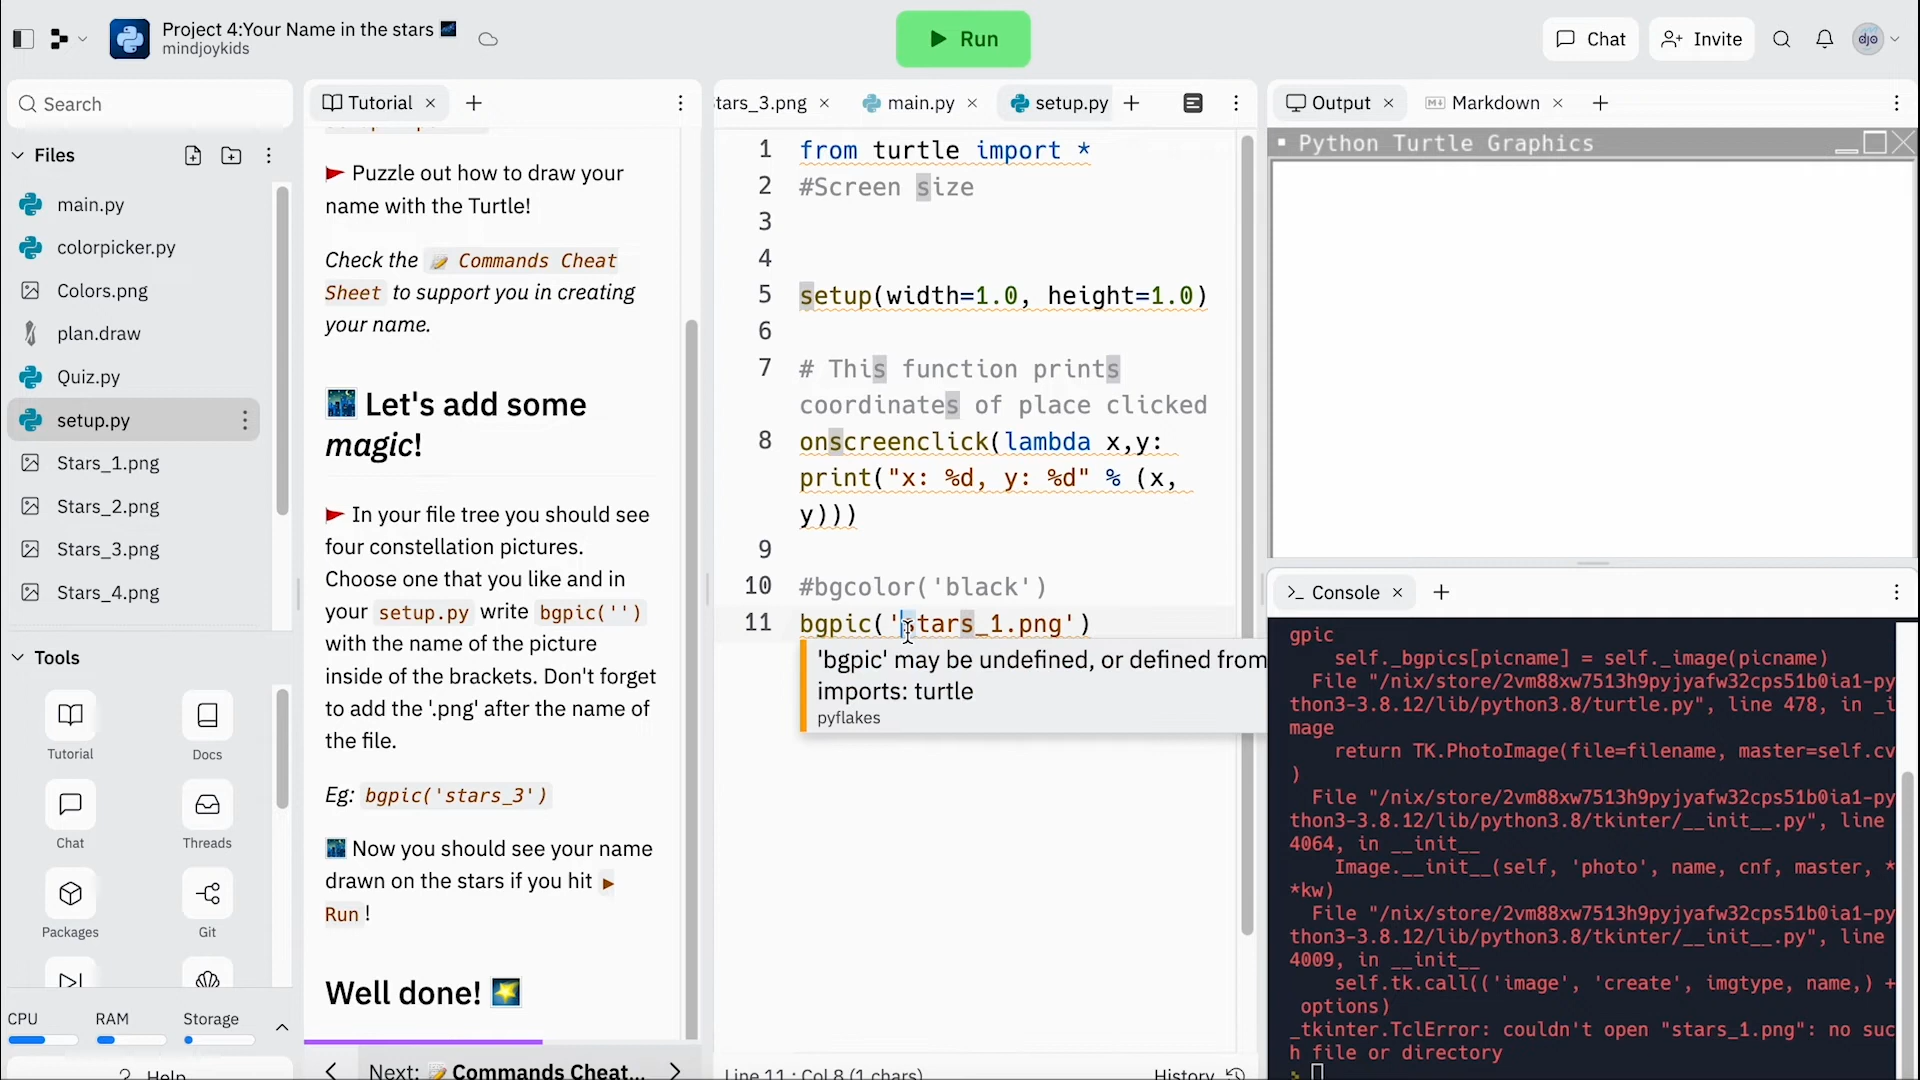 Project 4:Your Name in the stars
mindjoykids
Run
Chat
Invite
djo
Search
Files
main.py
colorpicker.py
Colors.png
plan.draw
Quiz.py
setup.py
Stars_1.png
Stars_2.png
Stars_3.png
Stars_4.png
Tools
Tutorial
Docs
Chat
Threads
Packages
Git
CPU
RAM
Storage
Help
Tutorial
Puzzle out how to draw your
name with the Turtle!
Check the Commands Cheat
Sheet to support you in creating
your name.
Let's add some
magic!
In your file tree you should see
four constellation pictures.
Choose one that you like and in
your setup.py write bgpic('')
with the name of the picture
inside of the brackets. Don't forget
to add the '.png' after the name of
the file.
Eg: bgpic('stars_3')
Now you should see your name
drawn on the stars if you hit
Run !
Well done!
Next: Commands Cheat...
tars_3.png
main.py
setup.py
1 from turtle import *
2 #Screen size
3
4
5 setup(width=1.0, height=1.0)
6
7 # This function prints
coordinates of place clicked
8 onscreenclick(lambda x,y:
print("x: %d, y: %d" % (x,
y)))
9
10 #bgcolor('black')
11 bgpic('stars_1.png')
'bgpic' may be undefined, or defined from
imports: turtle
pyflakes
Line 11 : Col 8 (1 chars)
History
Output
Markdown
Python Turtle Graphics
Console
gpic
self._bgpics[picname] = self._image(picname)
File "/nix/store/2vm88xw7513h9pyjyafw32cps51b0ia1-py
thon3-3.8.12/lib/python3.8/turtle.py", line 478, in _i
mage
return TK.PhotoImage(file=filename, master=self.cv
)
File "/nix/store/2vm88xw7513h9pyjyafw32cps51b0ia1-py
thon3-3.8.12/lib/python3.8/tkinter/__init__.py", line
4064, in __init__
Image.__init__(self, 'photo', name, cnf, master, *
*kw)
File "/nix/store/2vm88xw7513h9pyjyafw32cps51b0ia1-py
thon3-3.8.12/lib/python3.8/tkinter/__init__.py", line
4009, in __init__
self.tk.call(('image', 'create', imgtype, name,) +
options)
_tkinter.TclError: couldn't open "stars_1.png": no suc
h file or directory